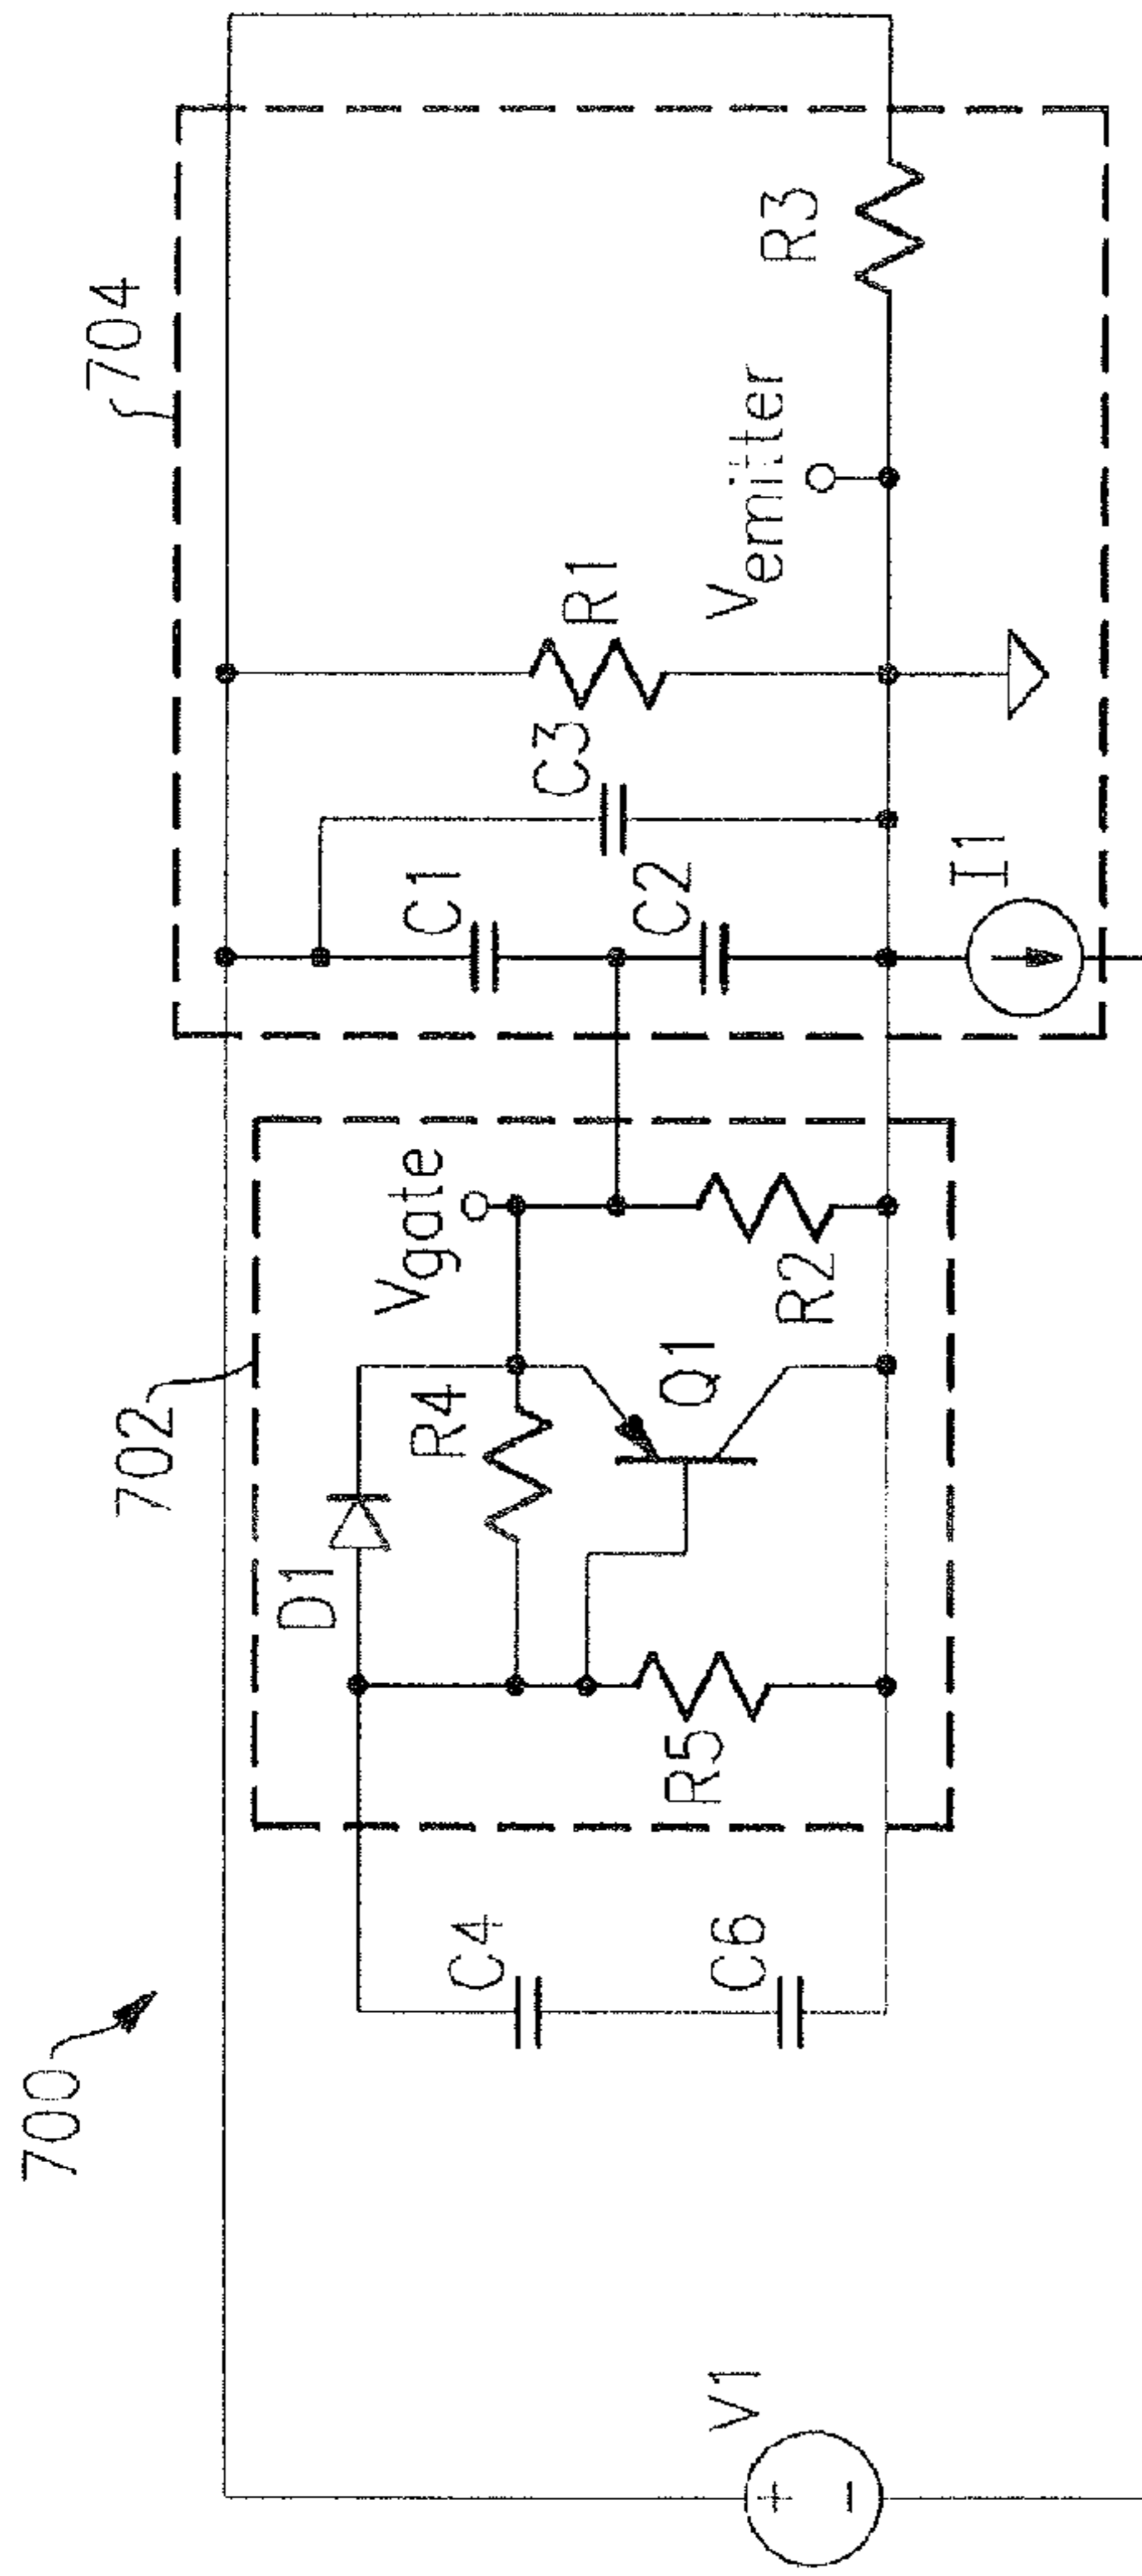 700
702
704
V1
C4
C6
D1
R4
R5
Q1
Vgate
R2
C1
C2
C3
R1
Vemitter
R3
I1
+
-